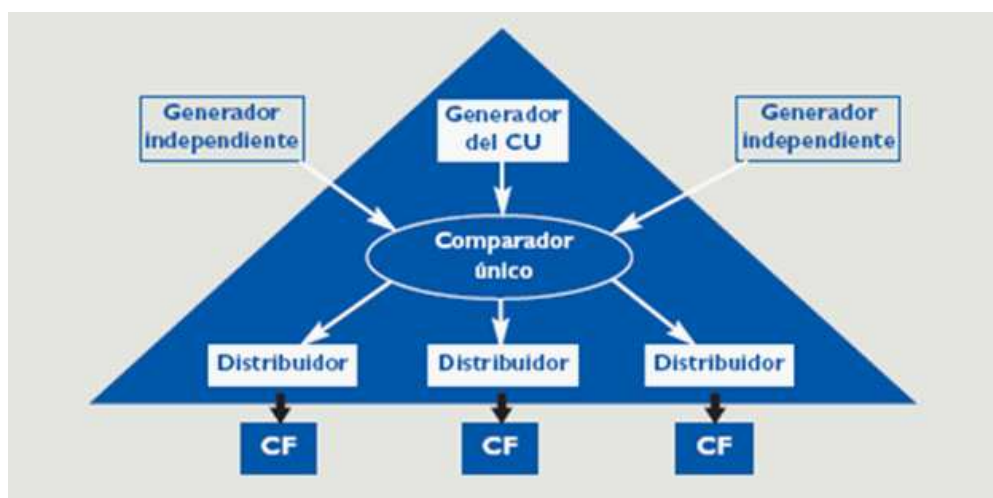 Generador
independiente
Generador
del CU
Generador
independiente
Comparador
único
Distribuidor
Distribuidor
Distribuidor
CF
CF
CF